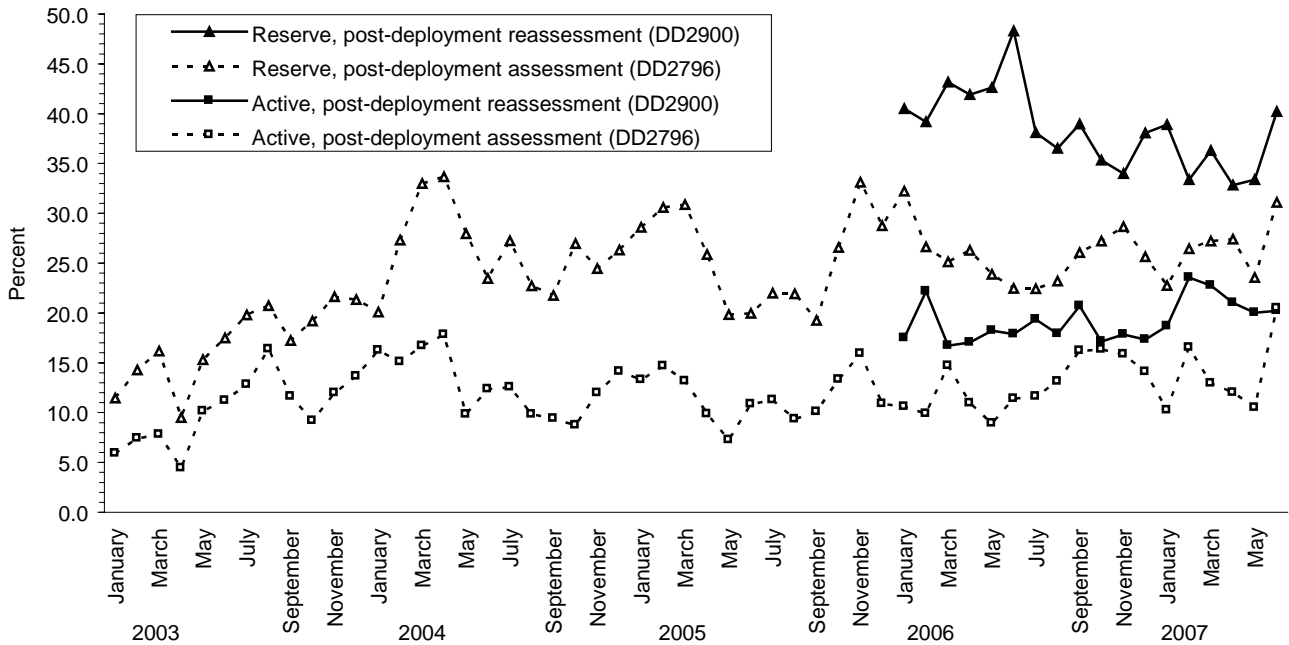 50.0
45.0
40.0
35.0
30.0
25.0
20.0
15.0
10.0
5.0
0.0
Percent
Reserve, post-deployment reassessment (DD2900)
Reserve, post-deployment assessment (DD2796)
Active, post-deployment reassessment (DD2900)
Active, post-deployment assessment (DD2796)
January
March
May
July
September
November
January
March
May
July
September
November
January
March
May
July
September
November
January
March
May
July
September
November
January
March
May
2003
2004
2005
2006
2007